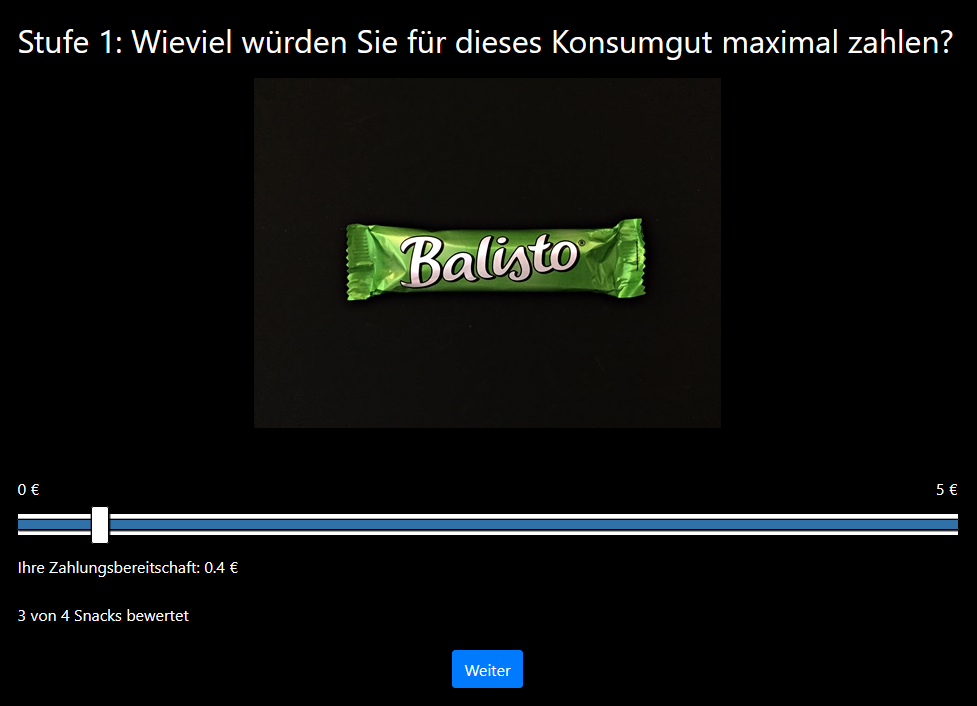 Stufe 1: Wieviel würden Sie für dieses Konsumgut maximal zahlen?
Balisto®
0 € 5 €
Ihre Zahlungsbereitschaft: 0.4 €
3 von 4 Snacks bewertet
Weiter